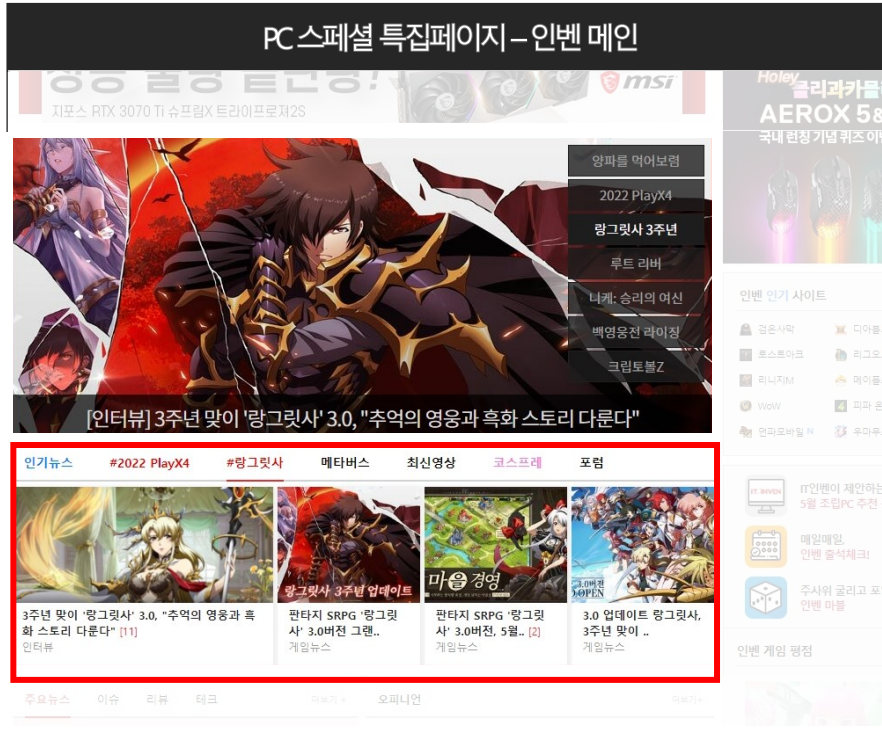 PC 스페셜 특집페이지 – 인벤 메인
msi
지포스 RTX 3070 Ti 슈프림X 트라이프로져2S
Holey
AEROX 5&
국내 런칭 기념 퀴즈 이벤
양파를 먹어보렴
2022 PlayX4
랑그릿사 3주년
루트 리버
니케: 승리의 여신
백영웅전 라이징
크립토볼Z
[인터뷰] 3주년 맞이 '랑그릿사' 3.0, "추억의 영웅과 흑화 스토리 다룬다"
인벤 인기 사이트
검은사막 디아블
로스트아크 리그오
리니지M 메이플
WoW 피파 온
던파모바일 N
인기뉴스 #2022 PlayX4 #랑그릿사 메타버스 최신영상 코스프레 포럼
랑그릿사 3주년 업데이트
마을 경영
3.0버전
OPEN
3주년 맞이 '랑그릿사' 3.0, "추억의 영웅과 흑
화 스토리 다룬다" [11]
인터뷰
판타지 SRPG '랑그릿
사' 3.0버전 그랜..
게임뉴스
판타지 SRPG '랑그릿
사' 3.0버전, 5월.. [2]
게임뉴스
3.0 업데이트 랑그릿사,
3주년 맞이 ..
게임뉴스
IT INVEN
IT인벤이 제안하는
5월 조립PC 추천
매일매일,
인벤 출석체크!
주사위 굴리고 포
인벤 마블
인벤 게임 평점
주요뉴스 이슈 리뷰 테크 더보기 + 오피니언 더보기+